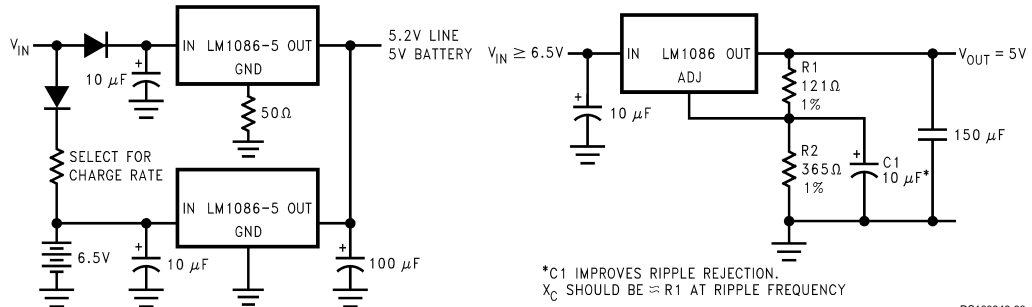 V_IN
IN LM1086-5 OUT
GND
10 μF
+
50Ω
5.2V LINE
5V BATTERY
SELECT FOR
CHARGE RATE
IN LM1086-5 OUT
GND
6.5V
+
10 μF
+
100 μF
V_IN ≥ 6.5V
IN LM1086 OUT
ADJ
+
10 μF
R1
121Ω
1%
V_OUT = 5V
150 μF
R2
365Ω
1%
+
C1
10 μF*
*C1 IMPROVES RIPPLE REJECTION.
X_C SHOULD BE ≈ R1 AT RIPPLE FREQUENCY